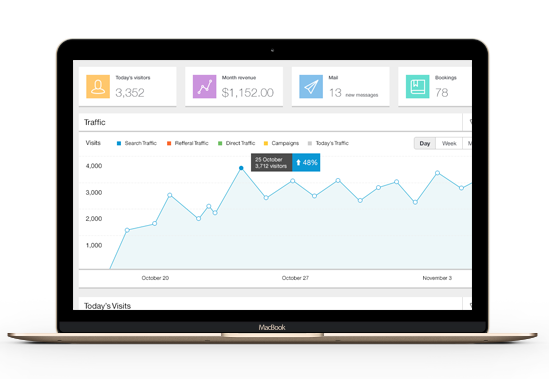 Today's visitors
3,352
Month revenus
$1,152.00
Mail
13 new messages
Bookings
78
Traffic
Visits
Search Traffic
Refferal Traffic
Direct Traffic
Campaigns
Today's Traffic
Day
Week
4,000
3,000
2,000
1,000
25 October
3,712 visitors
48%
October 20
October 27
November 3
Today's Visits
MacBook